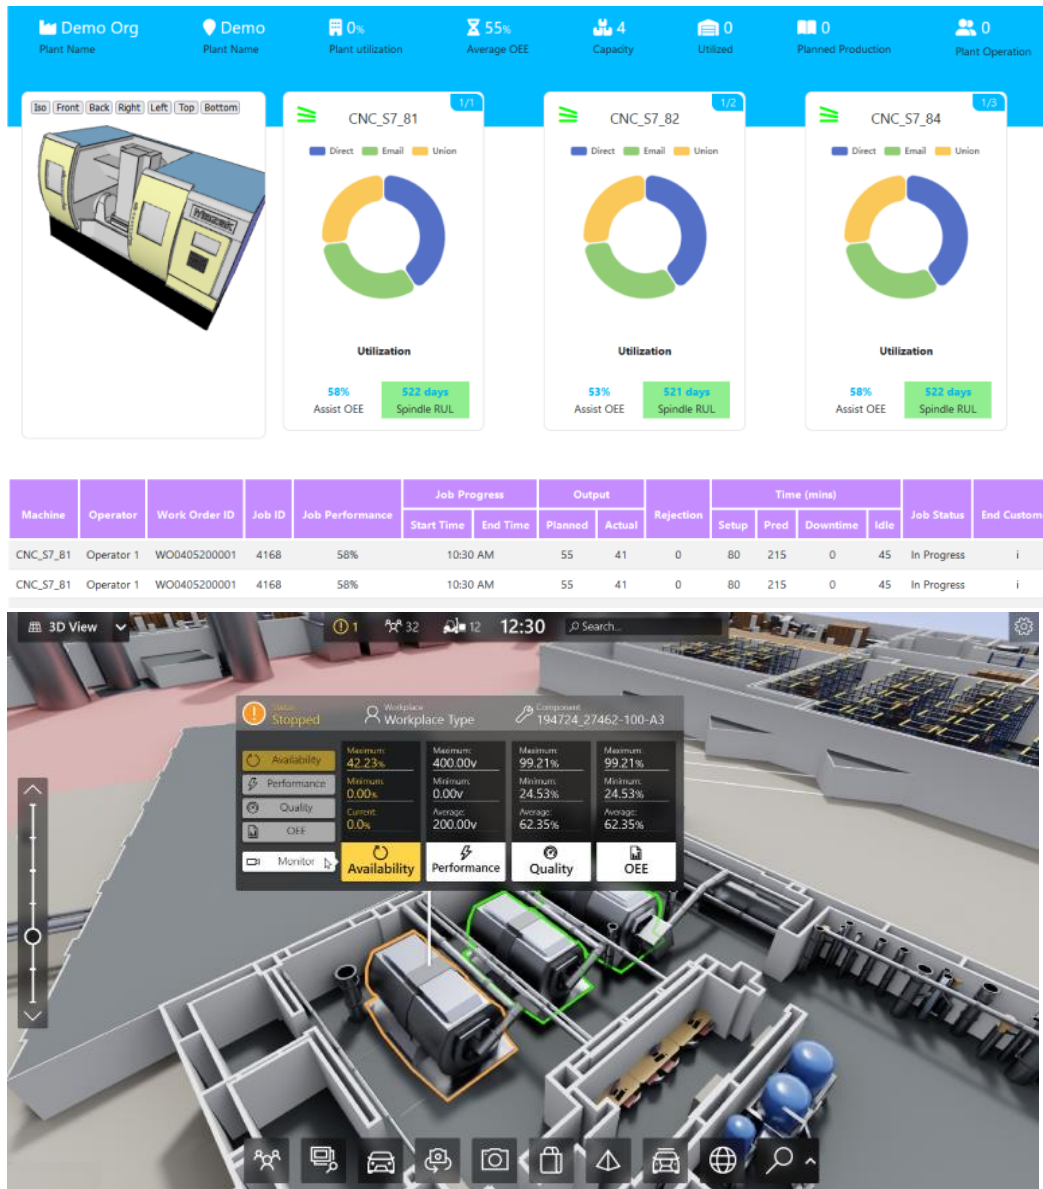 Demo Org
Plant Name
Demo
Plant Name
0%
Plant utilization
55%
Average OEE
4
Capacity
0
Utilized
0
Planned Production
0
Plant Operation
Iso Front Back Right Left Top Bottom
Mazak
1/1
CNC_S7_81
Direct Email Union
Utilization
58%
Assist OEE
522 days
Spindle RUL
1/2
CNC_S7_82
Direct Email Union
Utilization
53%
Assist OEE
521 days
Spindle RUL
1/3
CNC_S7_84
Direct Email Union
Utilization
58%
Assist OEE
522 days
Spindle RUL
Job Progress Output Time (mins)
Machine Operator Work Order ID Job ID Job Performance Rejection Job Status End Custom
Start Time End Time Planned Actual Setup Pred Downtime Idle
CNC_S7_81 Operator 1 WO0405200001 4168 58% 10:30 AM 55 41 0 80 215 0 45 In Progress i
CNC_S7_81 Operator 1 WO0405200001 4168 58% 10:30 AM 55 41 0 80 215 0 45 In Progress i
3D View 1 32 12 12:30 Search...
Status
Stopped
Workplace
Workplace Type
Component
194724_27462-100-A3
Availability
Performance
Quality
OEE
Monitor
Maximum:
42.23%
Minimum:
0.00%
Current:
0.0%
Availability
Maximum:
400.00v
Minimum:
0.00v
Average:
200.00v
Performance
Maximum:
99.21%
Minimum:
24.53%
Average:
62.35%
Quality
Maximum:
99.21%
Minimum:
24.53%
Average:
62.35%
OEE